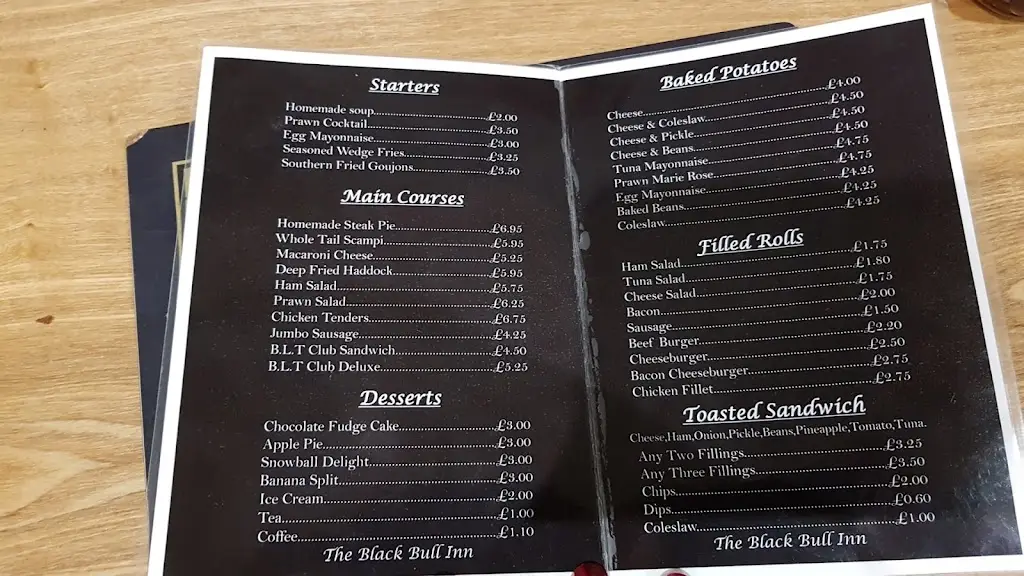 Starters
Homemade soup £2.00
Prawn Cocktail £3.50
Egg Mayonnaise £3.00
Seasoned Wedge Fries £3.25
Southern Fried Goujons £3.50
Main Courses
Homemade Steak Pie £6.95
Whole Tail Scampi £5.95
Macaroni Cheese £5.25
Deep Fried Haddock £5.95
Ham Salad £5.75
Prawn Salad £6.25
Chicken Tenders £6.75
Jumbo Sausage £4.25
B.L.T Club Sandwich £4.50
B.L.T Club Deluxe £5.25
Desserts
Chocolate Fudge Cake £3.00
Apple Pie £3.00
Snowball Delight £3.00
Banana Split £3.00
Ice Cream £2.00
Tea £1.00
Coffee £1.10
The Black Bull Inn
Baked Potatoes
Cheese £4.00
Cheese & Coleslaw £4.50
Cheese & Pickle £4.50
Cheese & Beans £4.50
Tuna Mayonnaise £4.75
Prawn Marie Rose £4.75
Egg Mayonnaise £4.25
Baked Beans £4.25
Coleslaw £4.25
Filled Rolls
Ham Salad £1.75
Tuna Salad £1.80
Cheese Salad £1.75
Bacon £2.00
Sausage £1.50
Beef Burger £2.20
Cheeseburger £2.50
Bacon Cheeseburger £2.75
Chicken Fillet £2.75
Toasted Sandwich
Cheese,Ham,Onion,Pickle,Beans,Pineapple,Tomato,Tuna.
Any Two Fillings £3.25
Any Three Fillings £3.50
Chips £2.00
Dips £0.60
Coleslaw £1.00
The Black Bull Inn